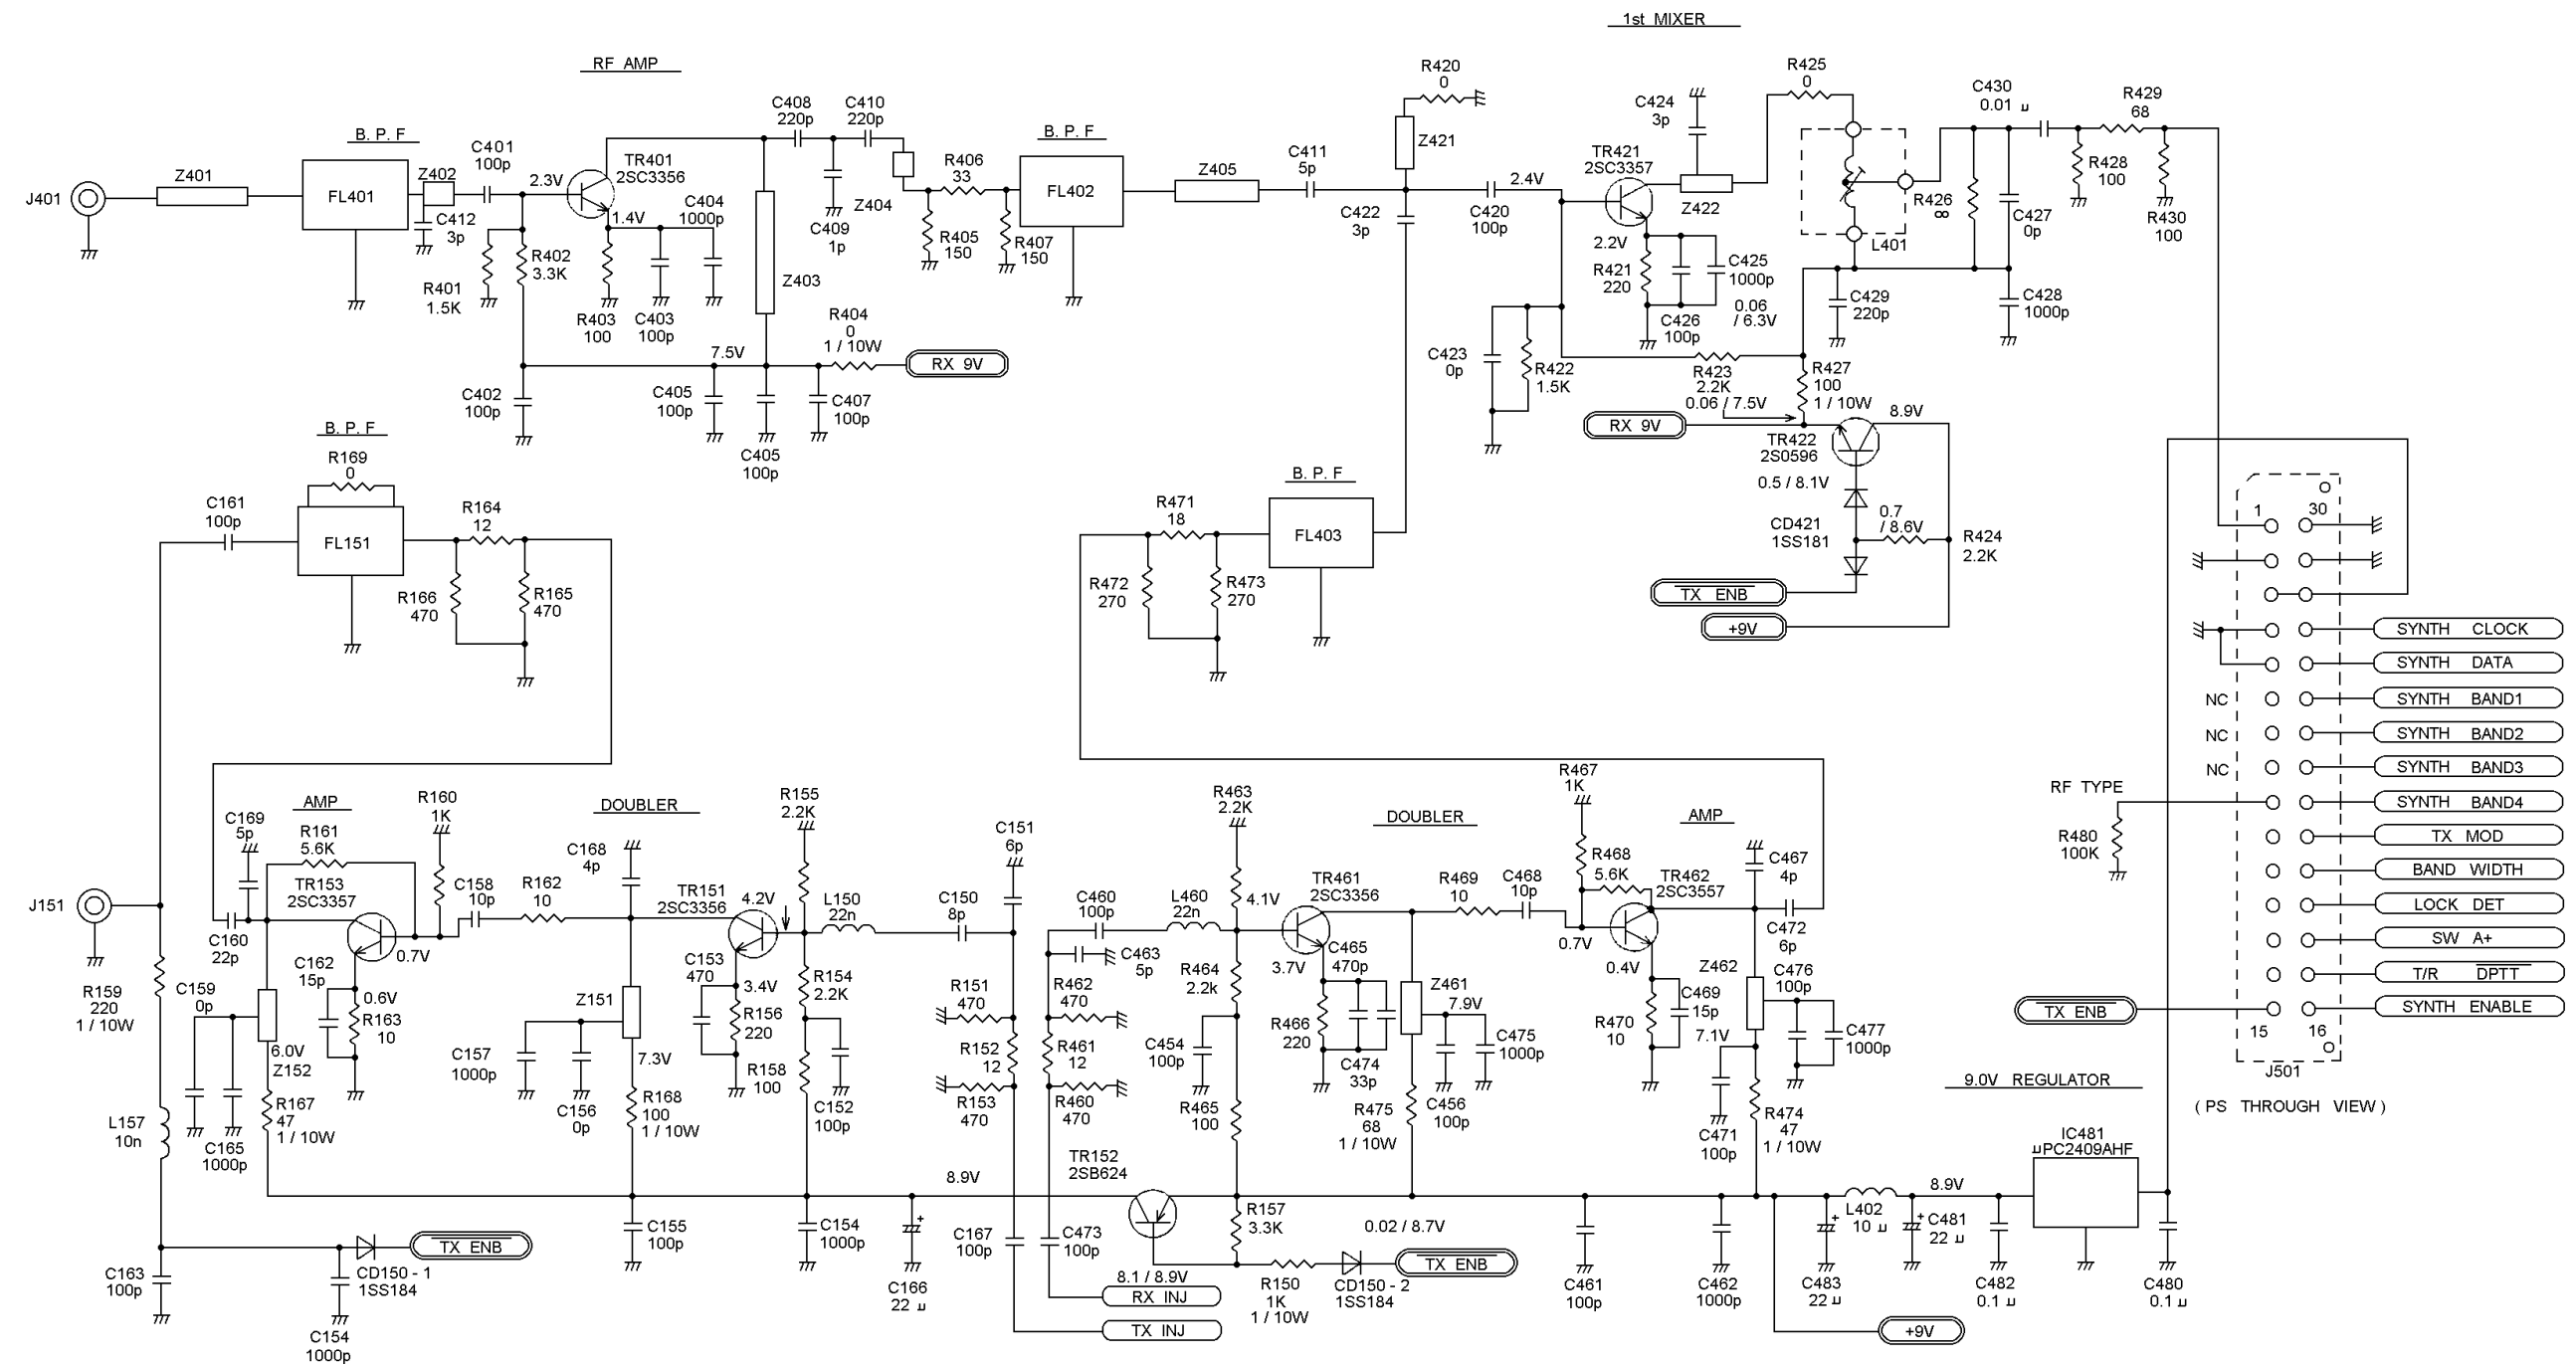 1st MIXER
RF AMP
B. P. F
J401
Z401
FL401
Z402
C412
3p
C401
100p
2.3V
TR401
2SC3356
1.4V
R401
1.5K
R402
3.3K
R403
100
C403
100p
C404
1000p
C402
100p
7.5V
C405
100p
C405
100p
C407
100p
Z403
R404
0
1 / 10W
RX 9V
C408
220p
C410
220p
C409
1p
Z404
R405
150
R406
33
R407
150
B. P. F
FL402
Z405
C411
5p
R420
0
Z421
C422
3p
C420
100p
2.4V
TR421
2SC3357
2.2V
R421
220
C426
100p
C425
1000p
0.06
/ 6.3V
C424
3p
Z422
R425
0
L401
R426
∞
C427
0p
C430
0.01 μ
R428
100
R429
68
R430
100
C429
220p
C428
1000p
C423
0p
R422
1.5K
R423
2.2K
0.06 / 7.5V
R427
100
1 / 10W
8.9V
RX 9V
TR422
2S0596
0.5 / 8.1V
CD421
1SS181
0.7
/ 8.6V
R424
2.2K
TX ENB
+9V
B. P. F
R169
0
C161
100p
FL151
R164
12
R166
470
R165
470
B. P. F
R471
18
R472
270
R473
270
FL403
1
30
SYNTH CLOCK
SYNTH DATA
NC
SYNTH BAND1
NC
SYNTH BAND2
NC
SYNTH BAND3
RF TYPE
SYNTH BAND4
R480
100K
TX MOD
BAND WIDTH
LOCK DET
SW A+
T/R DPTT
TX ENB
SYNTH ENABLE
15
16
J501
( PS THROUGH VIEW )
J151
AMP
C169
5p
R161
5.6K
TR153
2SC3357
R160
1K
C158
10p
R162
10
C160
22p
0.7V
C162
15p
0.6V
R163
10
R159
220
1 / 10W
C159
0p
6.0V
Z152
C165
1000p
R167
47
1 / 10W
L157
10n
C163
100p
C154
1000p
CD150 - 1
1SS184
TX ENB
DOUBLER
C168
4p
TR151
2SC3356
4.2V
R155
2.2K
L150
22n
C150
8p
C151
6p
C153
470
3.4V
R156
220
R154
2.2K
Z151
C157
1000p
C156
0p
7.3V
R168
100
1 / 10W
R158
100
C152
100p
R151
470
R152
12
R153
470
C155
100p
C154
1000p
C166
22 μ
8.9V
C167
100p
C460
100p
L460
22n
C463
5p
R462
470
R461
12
R460
470
TR152
2SB624
C473
100p
8.1 / 8.9V
RX INJ
TX INJ
R463
2.2K
4.1V
R464
2.2k
C454
100p
R465
100
R157
3.3K
R150
1K
1 / 10W
CD150 - 2
1SS184
0.02 / 8.7V
TX ENB
DOUBLER
TR461
2SC3356
3.7V
C465
470p
R466
220
C474
33p
Z461
7.9V
C475
1000p
C456
100p
R475
68
1 / 10W
R469
10
C468
10p
R467
1K
R468
5.6K
AMP
TR462
2SC3557
C467
4p
C472
6p
0.7V
0.4V
C469
15p
R470
10
Z462
C476
100p
C477
1000p
7.1V
C471
100p
R474
47
1 / 10W
C461
100p
C462
1000p
C483
22 μ
L402
10 μ
C481
22 μ
8.9V
C482
0.1 μ
9.0V REGULATOR
IC481
μPC2409AHF
C480
0.1 μ
+9V